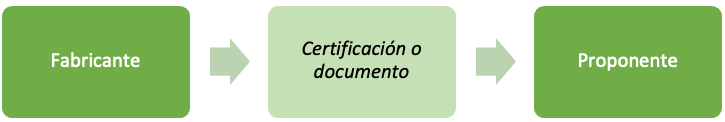 Fabricante
Certificación o
documento
Proponente